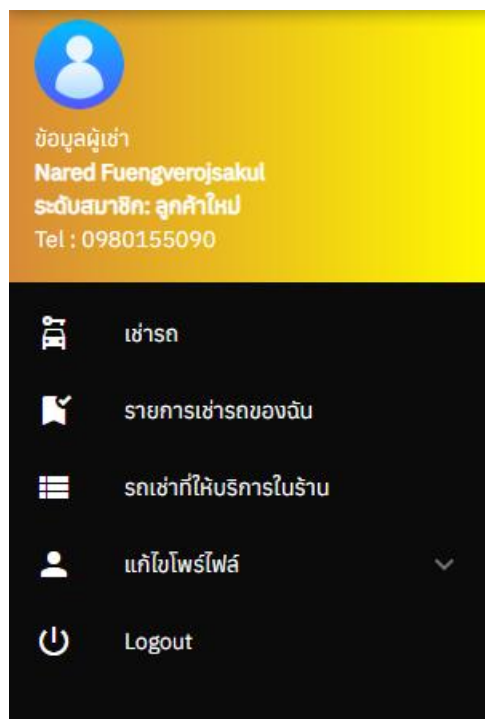 ข้อมูลผู้เช่า
Nared Fuengverojsakul
ระดับสมาชิก: ลูกค้าใหม่
Tel : 0980155090
เช่ารถ
รายการเช่ารถของฉัน
รถเช่าที่ให้บริการในร้าน
แก้ไขโพร์ไฟล์
Logout